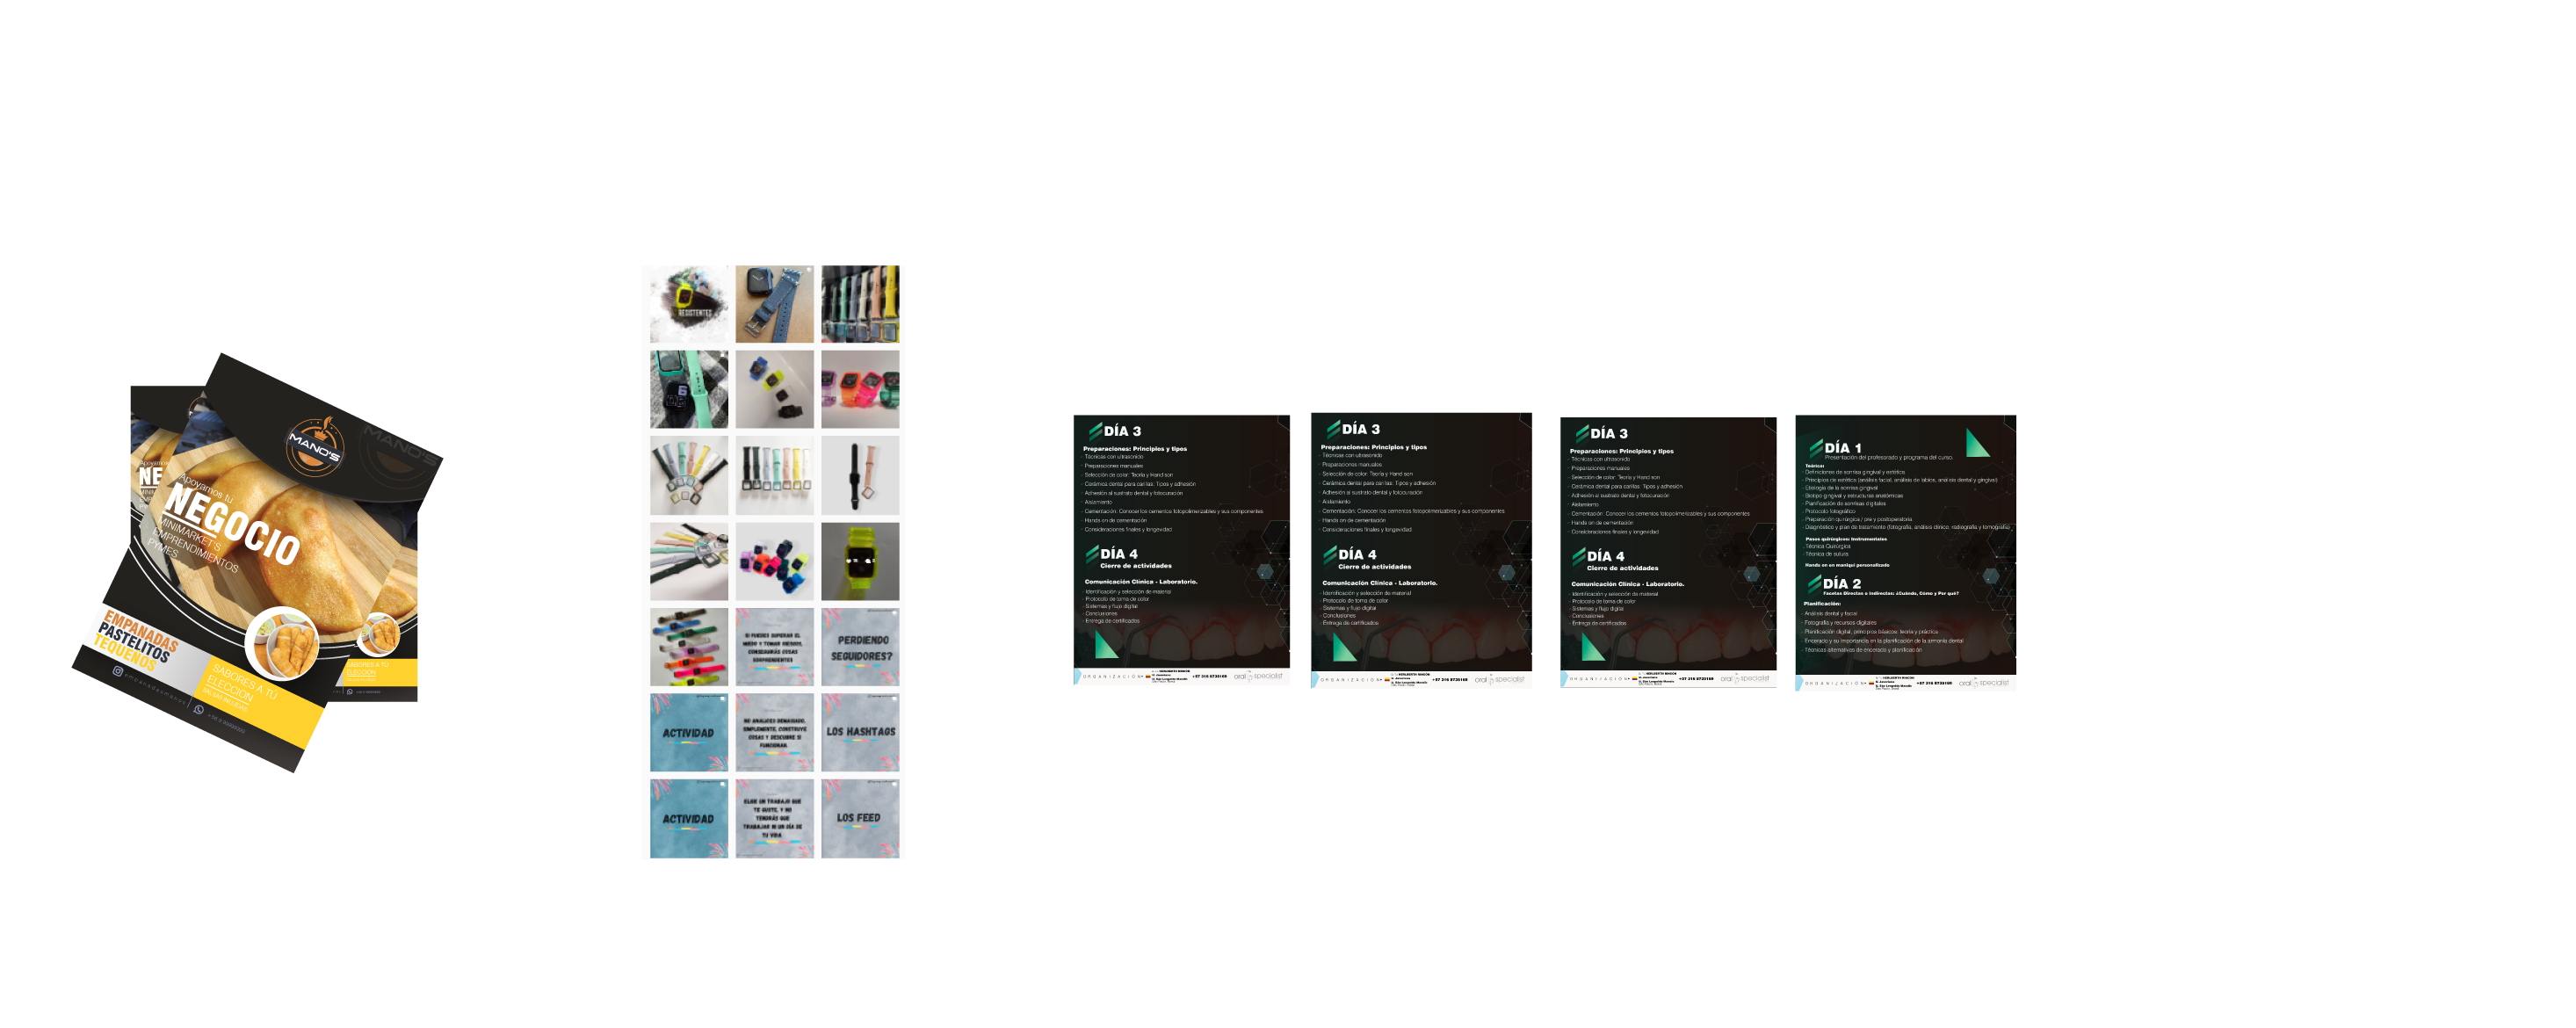 MANO'S
Apoyamos tu
NEGOCIO
MINIMARKET'S
EMPRENDIMIENTOS
PYMES
EMPANADAS
PASTELITOS
TEQUEÑOS
SABORES A TÚ
ELECCIÓN
SABORES A TÚ
ELECCIÓN
RESISTENTES
SI PUEDES SUPERAR EL
MIEDO Y TOMAR RIESGOS,
CONSEGUIRÁS COSAS
SORPRENDENTES
PERDIENDO
SEGUIDORES?
ACTIVIDAD
NO ANALICES DEMASIADO,
SIMPLEMENTE, CONSTRUYE
COSAS Y DESCUBRE SI
FUNCIONAN.
LOS HASHTAGS
ACTIVIDAD
ELIGE UN TRABAJO QUE
TE GUSTE, Y NO
TENDRÁS QUE
TRABAJAR NI UN DÍA DE
TU VIDA
LOS FEED
DÍA 3
Preparaciones: Principios y tipos
- Técnicas con ultrasonido
- Preparaciones manuales
- Selección de color: Teoría y Hand son
- Cerámica dental para carillas: Tipos y adhesión
- Adhesión al sustrato dental y fotocuración
- Aislamiento
- Cementación: Conocer los cementos fotopolimerizables y sus componentes
- Hands on de cementación
- Consideraciones finales y longevidad
DÍA 4
Cierre de actividades
Comunicación Clínica - Laboratorio.
- Identificación y selección de material
- Protocolo de toma de color
- Sistemas y flujo digital
- Conclusiones
- Entrega de certificados
ORGANIZACIÓN
+57 316 8735169
oral specialist
DÍA 3
Preparaciones: Principios y tipos
- Técnicas con ultrasonido
- Preparaciones manuales
- Selección de color: Teoría y Hand son
- Cerámica dental para carillas: Tipos y adhesión
- Adhesión al sustrato dental y fotocuración
- Aislamiento
- Cementación: Conocer los cementos fotopolimerizables y sus componentes
- Hands on de cementación
- Consideraciones finales y longevidad
DÍA 4
Cierre de actividades
Comunicación Clínica - Laboratorio.
- Identificación y selección de material
- Protocolo de toma de color
- Sistemas y flujo digital
- Conclusiones
- Entrega de certificados
ORGANIZACIÓN
+57 316 8735169
oral specialist
DÍA 3
Preparaciones: Principios y tipos
- Técnicas con ultrasonido
- Preparaciones manuales
- Selección de color: Teoría y Hand son
- Cerámica dental para carillas: Tipos y adhesión
- Adhesión al sustrato dental y fotocuración
- Aislamiento
- Cementación: Conocer los cementos fotopolimerizables y sus componentes
- Hands on de cementación
- Consideraciones finales y longevidad
DÍA 4
Cierre de actividades
Comunicación Clínica - Laboratorio.
- Identificación y selección de material
- Protocolo de toma de color
- Sistemas y flujo digital
- Conclusiones
- Entrega de certificados
ORGANIZACIÓN
+57 316 8735169
oral specialist
DÍA 1
Presentación del profesorado y programa del curso.
Teórico:
- Definiciones de sonrisa gingival y estética
- Principios de estética (análisis facial, análisis de labios, análisis dental y gingival)
- Etiología de la sonrisa gingival
- Biotipo gingival y estructuras anatómicas
- Planificación de sonrisas digitales
- Protocolo fotográfico
- Preparación quirúrgica / pre y postoperatoria
- Diagnóstico y plan de tratamiento (fotografía, análisis clínico, radiografía y tomografía)
Pasos quirúrgicos: Instrumentales
- Técnica Quirúrgica
- Técnica de sutura
Hands on en maniquí personalizado
DÍA 2
Facetas Directas o Indirectas: ¿Cuándo, Cómo y Por qué?
Planificación:
- Análisis dental y facial
- Fotografía y recursos digitales
- Planificación digital, principios básicos: teoría y práctica
- Encerado y su importancia en la planificación de la armonía dental
- Técnicas alternativas de encerado y planificación
ORGANIZACIÓN
+57 316 8735169
oral specialist